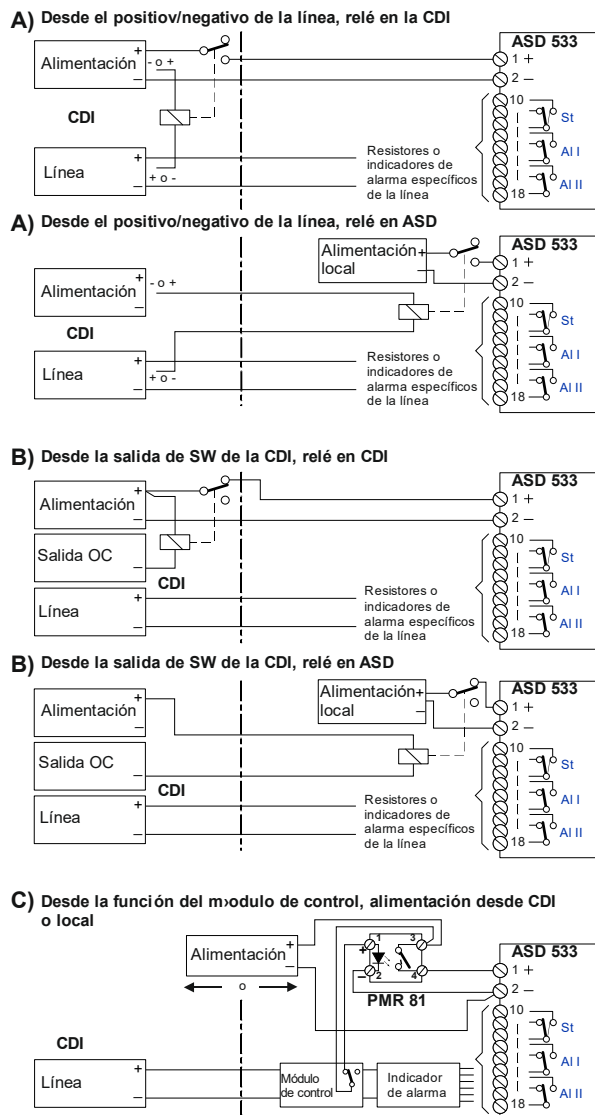 A) Desde el positiov/negativo de la línea, relé en la CDI
Alimentación
+
–
- o +
CDI
Línea
+
–
+ o -
Resistores o
indicadores de
alarma específicos
de la línea
ASD 533
1 +
2 –
10
18
St
Al I
Al II
A) Desde el positivo/negativo de la línea, relé en ASD
Alimentación
+
–
- o +
CDI
Línea
+
–
+ o -
Alimentación
local
+
–
Resistores o
indicadores de
alarma específicos
de la línea
ASD 533
1 +
2 –
10
18
St
Al I
Al II
B) Desde la salida de SW de la CDI, relé en CDI
Alimentación
+
–
Salida OC
–
CDI
Línea
+
–
Resistores o
indicadores de
alarma específicos
de la línea
ASD 533
1 +
2 –
10
18
St
Al I
Al II
B) Desde la salida de SW de la CDI, relé en ASD
Alimentación
+
–
Salida OC
–
CDI
Línea
+
–
Alimentación
local
+
–
Resistores o
indicadores de
alarma específicos
de la línea
ASD 533
1 +
2 –
10
18
St
Al I
Al II
C) Desde la función del m›odulo de control, alimentación desde CDI
o local
Alimentación
+
–
o
+
–
1
2
3
4
PMR 81
CDI
Línea
+
–
Módulo
de control
Indicador
de alarma
ASD 533
1 +
2 –
10
18
St
Al I
Al II